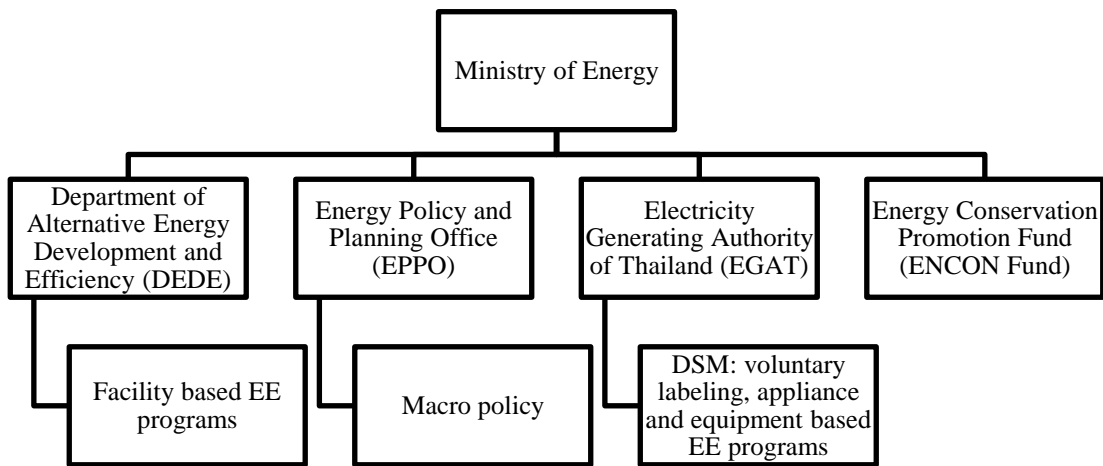 Ministry of Energy
Department of
Alternative Energy
Development and
Efficiency (DEDE)
Energy Policy and
Planning Office
(EPPO)
Electricity
Generating Authority
of Thailand (EGAT)
Energy Conservation
Promotion Fund
(ENCON Fund)
Facility based EE
programs
Macro policy
DSM: voluntary
labeling, appliance
and equipment based
EE programs